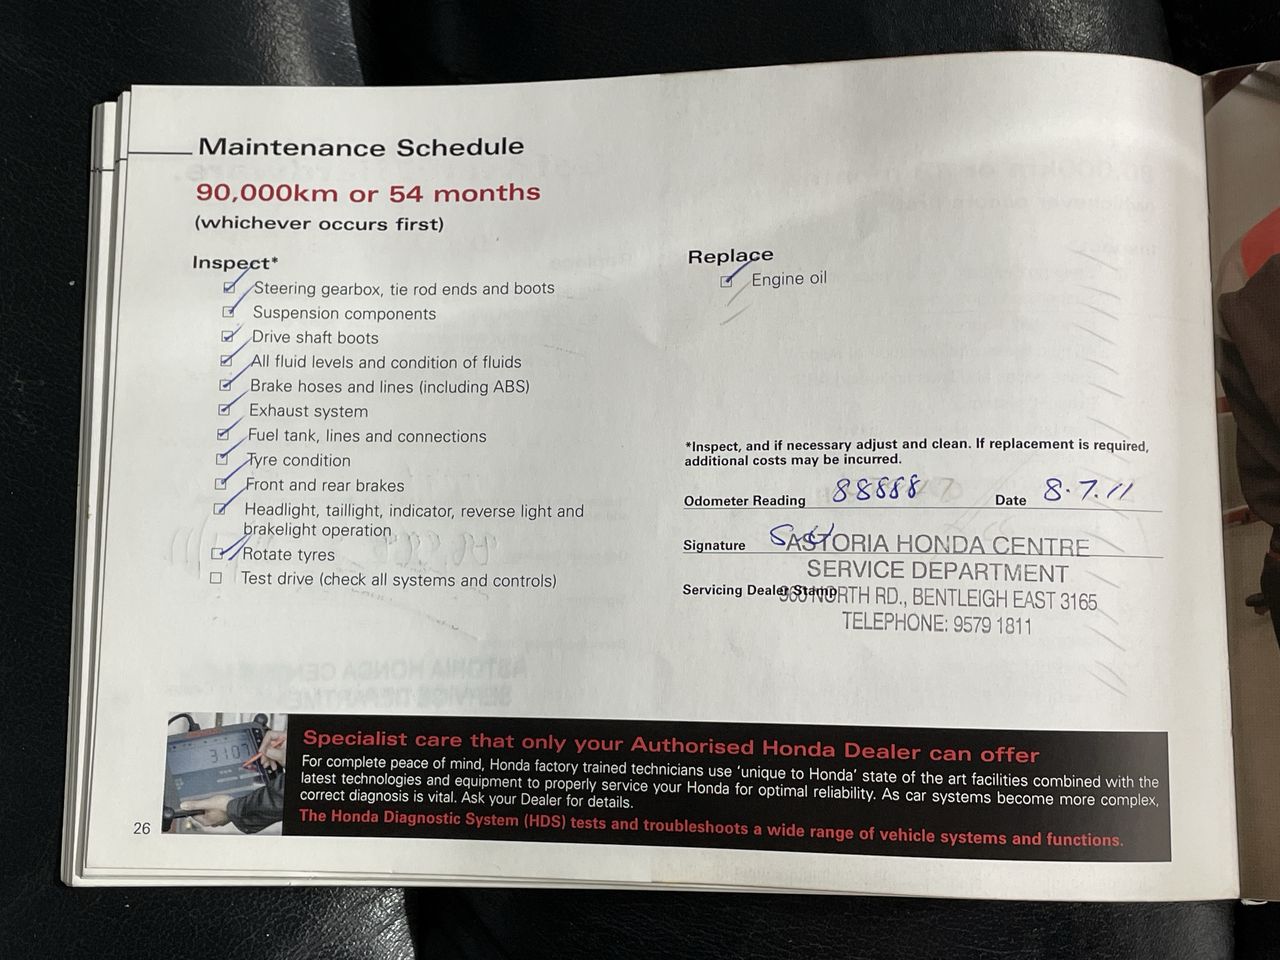 Maintenance Schedule
90,000km or 54 months
(whichever occurs first)
Inspect*
Steering gearbox, tie rod ends and boots
Suspension components
Drive shaft boots
All fluid levels and condition of fluids
Brake hoses and lines (including ABS)
Exhaust system
Fuel tank, lines and connections
Tyre condition
Front and rear brakes
Headlight, taillight, indicator, reverse light and
brakelight operation
Rotate tyres
Test drive (check all systems and controls)
Replace
Engine oil
*Inspect, and if necessary adjust and clean. If replacement is required,
additional costs may be incurred.
Odometer Reading 88888 Date 8.7.11
Signature
ASTORIA HONDA CENTRE
SERVICE DEPARTMENT
Servicing Dealer Stamp
NORTH RD., BENTLEIGH EAST 3165
TELEPHONE: 9579 1811
3107
Specialist care that only your Authorised Honda Dealer can offer
For complete peace of mind, Honda factory trained technicians use 'unique to Honda' state of the art facilities combined with the
latest technologies and equipment to properly service your Honda for optimal reliability. As car systems become more complex,
correct diagnosis is vital. Ask your Dealer for details.
The Honda Diagnostic System (HDS) tests and troubleshoots a wide range of vehicle systems and functions.
26